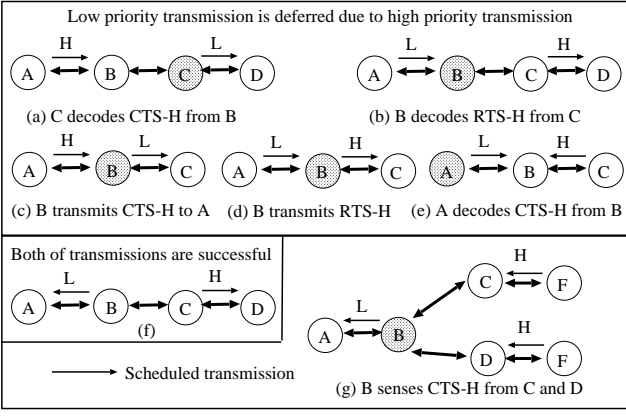 Low priority transmission is deferred due to high priority transmission
H L L H
A B C D A B C D
(a) C decodes CTS-H from B (b) B decodes RTS-H from C
H L L H L H
A B C A B C A B C
(c) B transmits CTS-H to A (d) B transmits RTS-H (e) A decodes CTS-H from B
Both of transmissions are successful
L H
A B C D
(f)
Scheduled transmission
H
C F
L
A B
H
D F
(g) B senses CTS-H from C and D